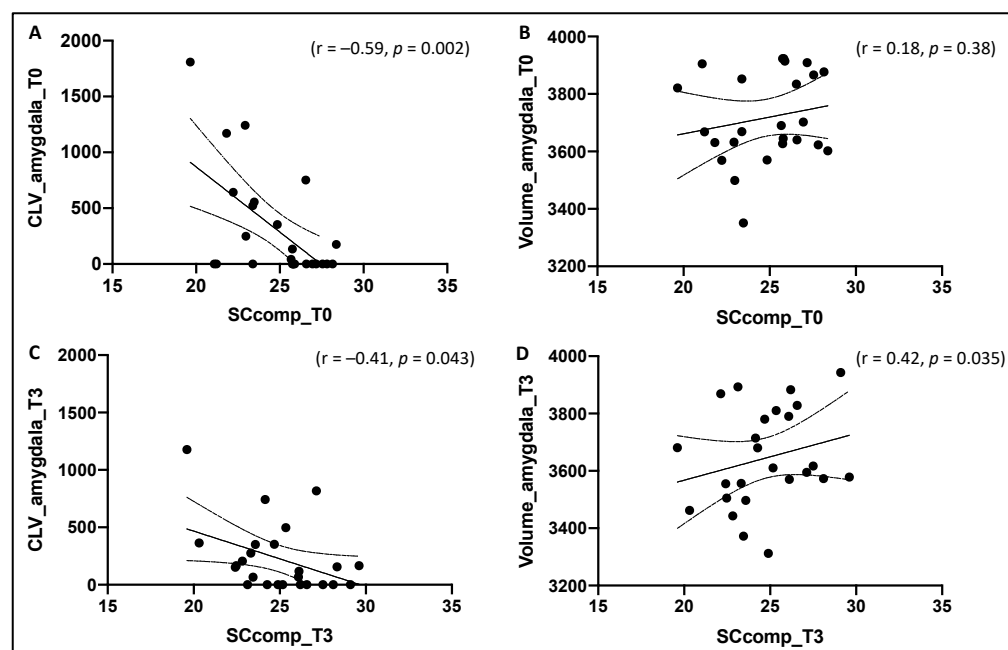 A
(r = –0.59, p = 0.002)
CLV_amygdala_T0
2000
1500
1000
500
0
15 20 25 30 35
SCcomp_T0
B
(r = 0.18, p = 0.38)
Volume_amygdala_T0
4000
3800
3600
3400
3200
15 20 25 30 35
SCcomp_T0
C
(r = –0.41, p = 0.043)
CLV_amygdala_T3
2000
1500
1000
500
0
15 20 25 30 35
SCcomp_T3
D
(r = 0.42, p = 0.035)
Volume_amygdala_T3
4000
3800
3600
3400
3200
15 20 25 30 35
SCcomp_T3